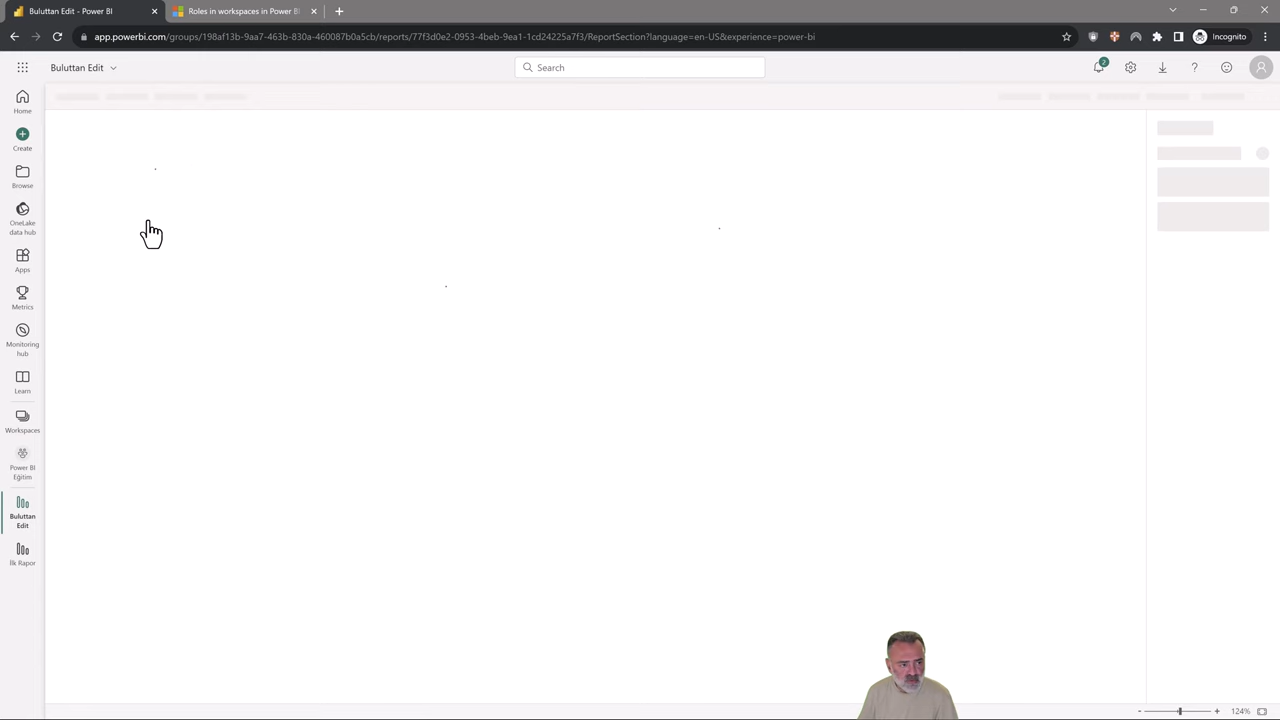 Buluttan Edit - Power BI
Roles in workspaces in Power BI
app.powerbi.com/groups/198af13b-9aa7-463b-830a-460087b0a5cb/reports/77f3d0e2-0953-4beb-9ea1-1cd24225a7f3/ReportSection?language=en-US&experience=power-bi
Incognito
Buluttan Edit
Search
2
Home
Create
Browse
OneLake
data hub
Apps
Metrics
Monitoring
hub
Learn
Workspaces
Power BI
Eğitim
Buluttan
Edit
İlk Rapor
- + 124%